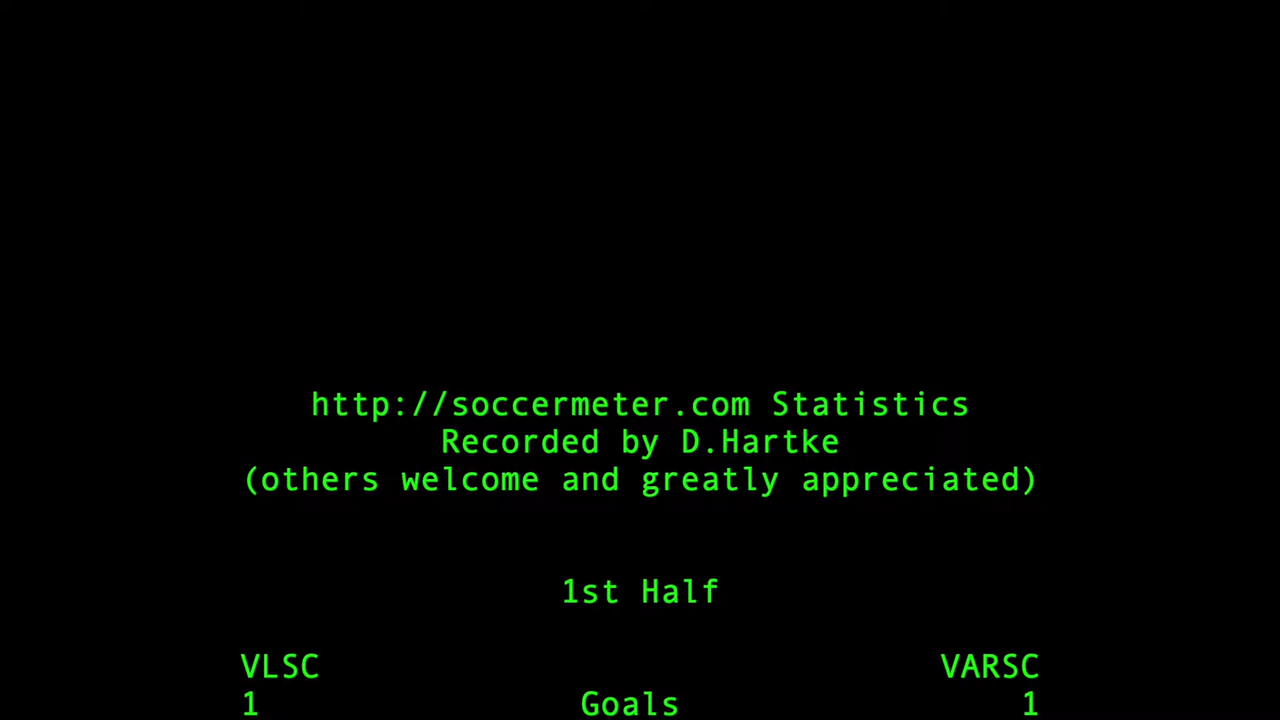 http://soccermeter.com Statistics
Recorded by D.Hartke
(others welcome and greatly appreciated)
1st Half
VLSC VARSC
1 Goals 1